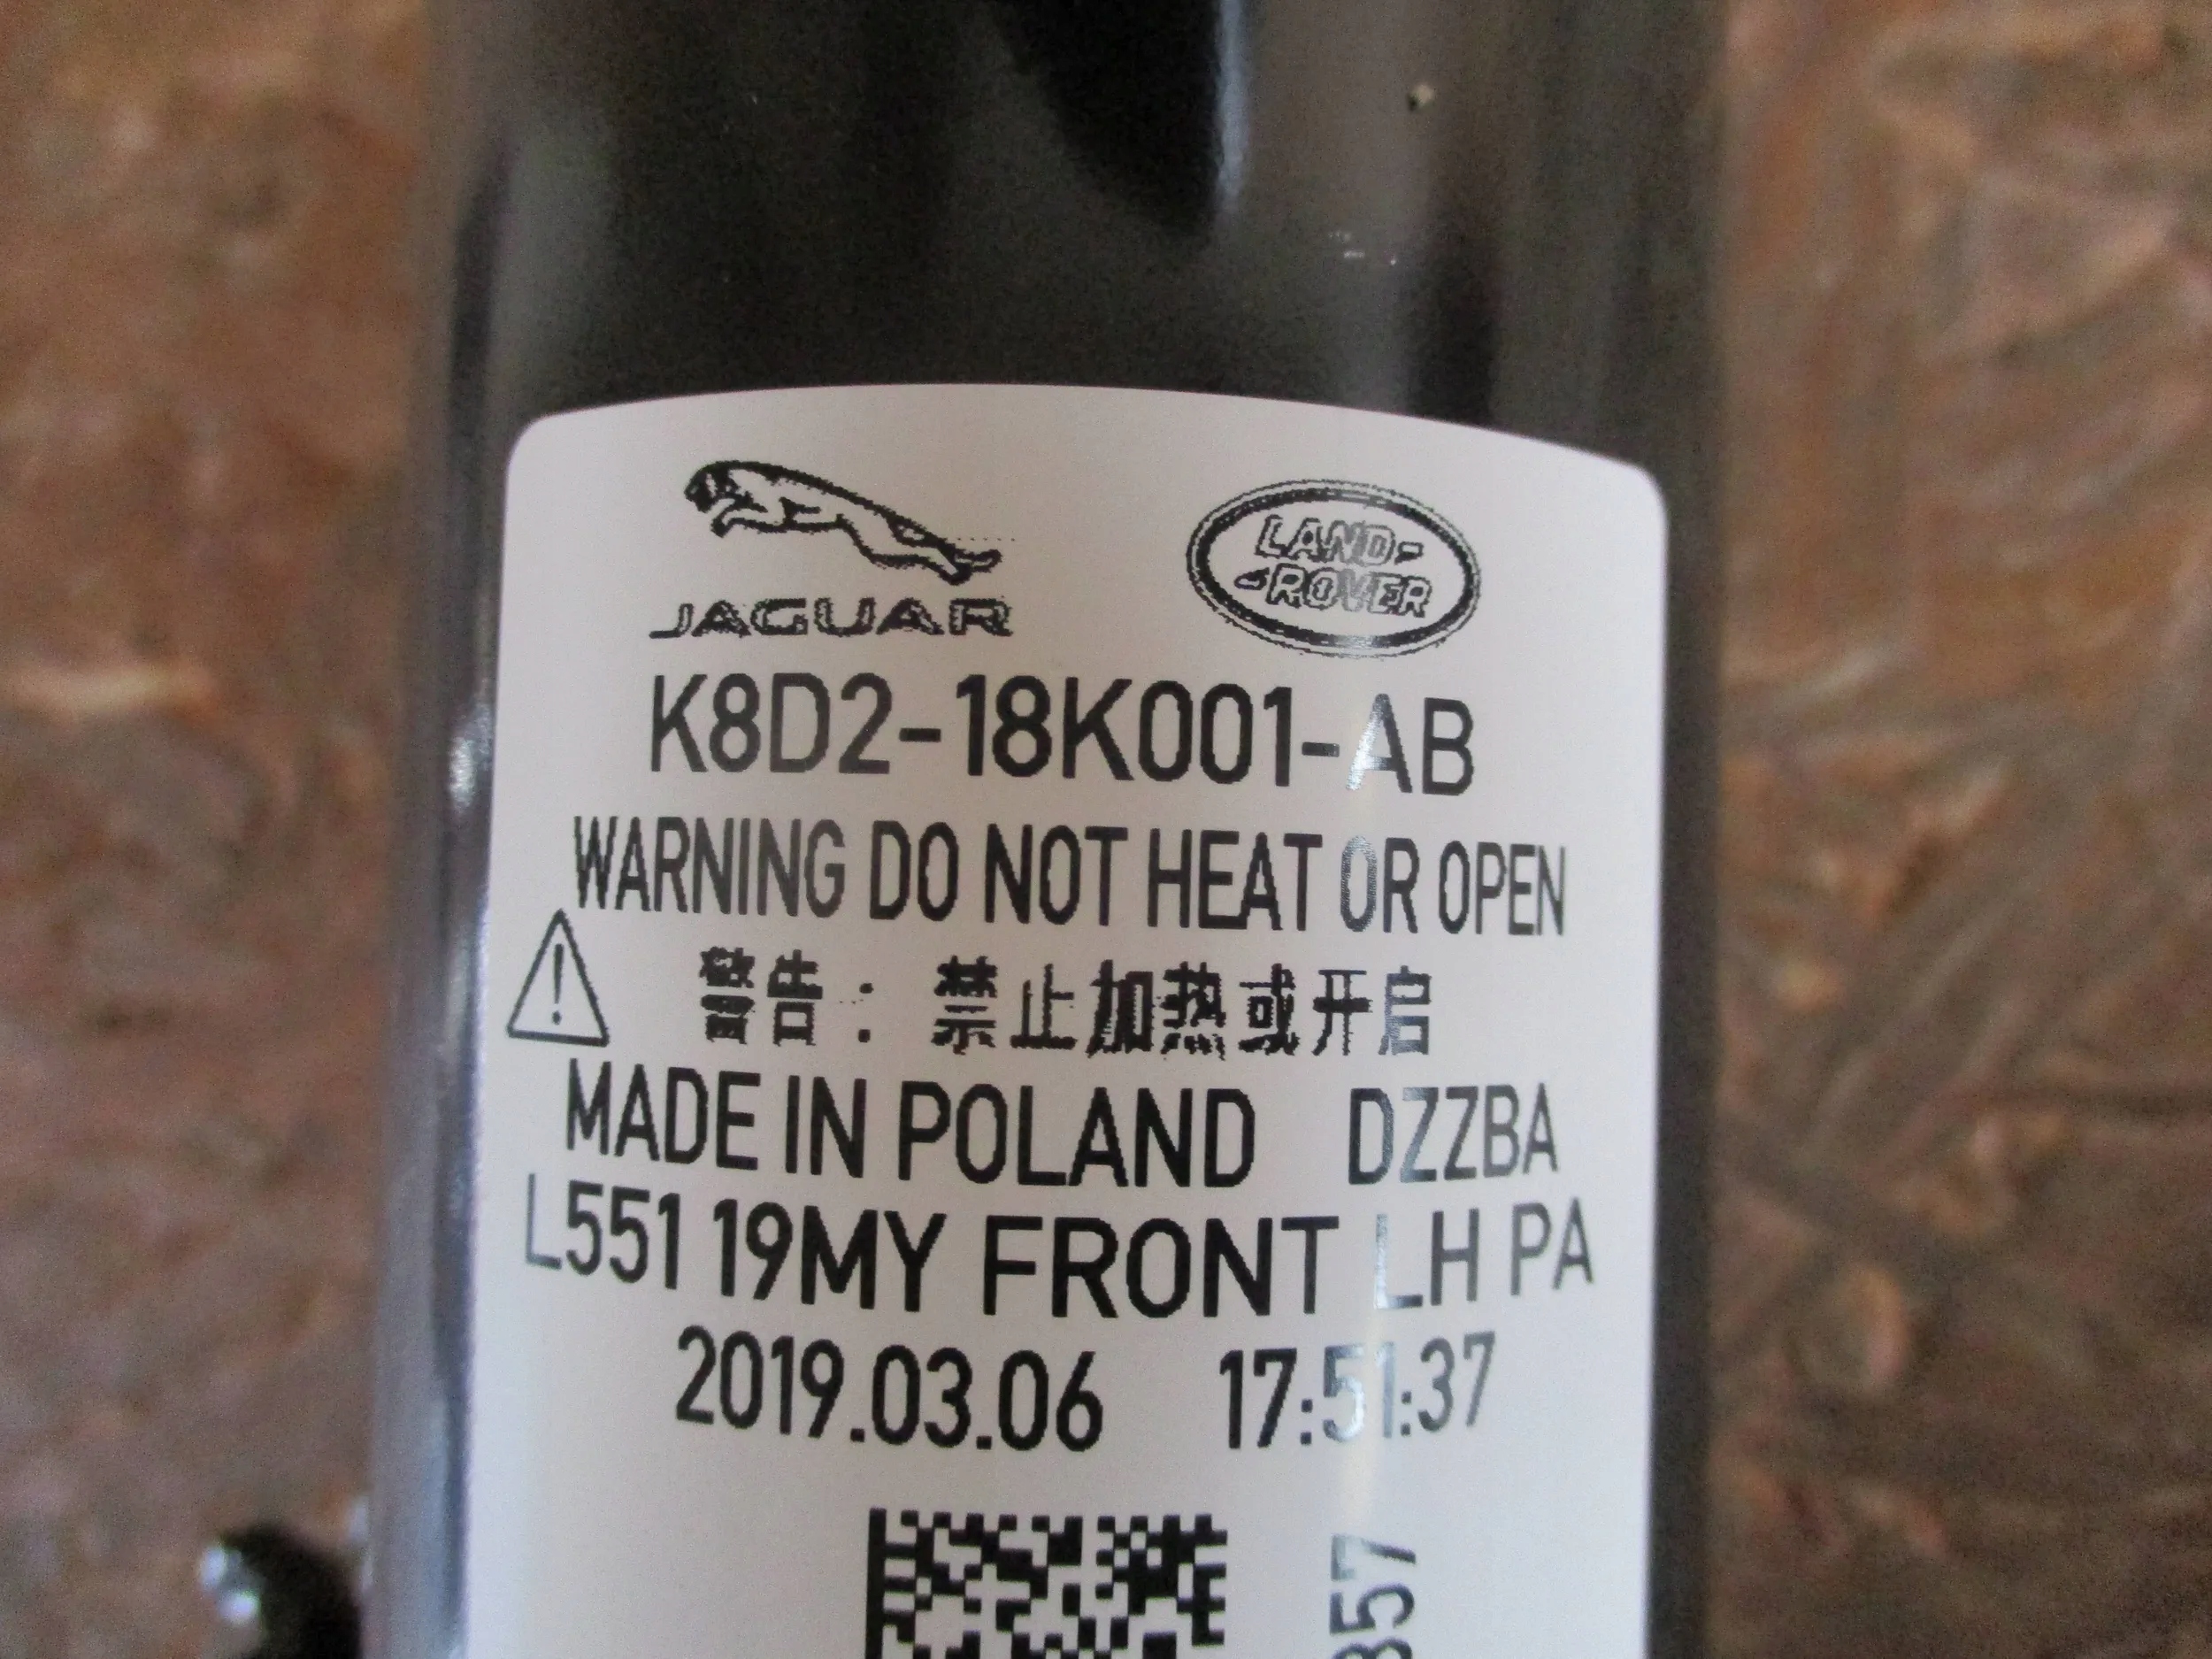 JAGUAR
LAND-
-ROVER
K8D2-18K001-AB
WARNING DO NOT HEAT OR OPEN
警告：禁止加热或开启
MADE IN POLAND DZZBA
L551 19MY FRONT LH PA
2019.03.06 17:51:37
857